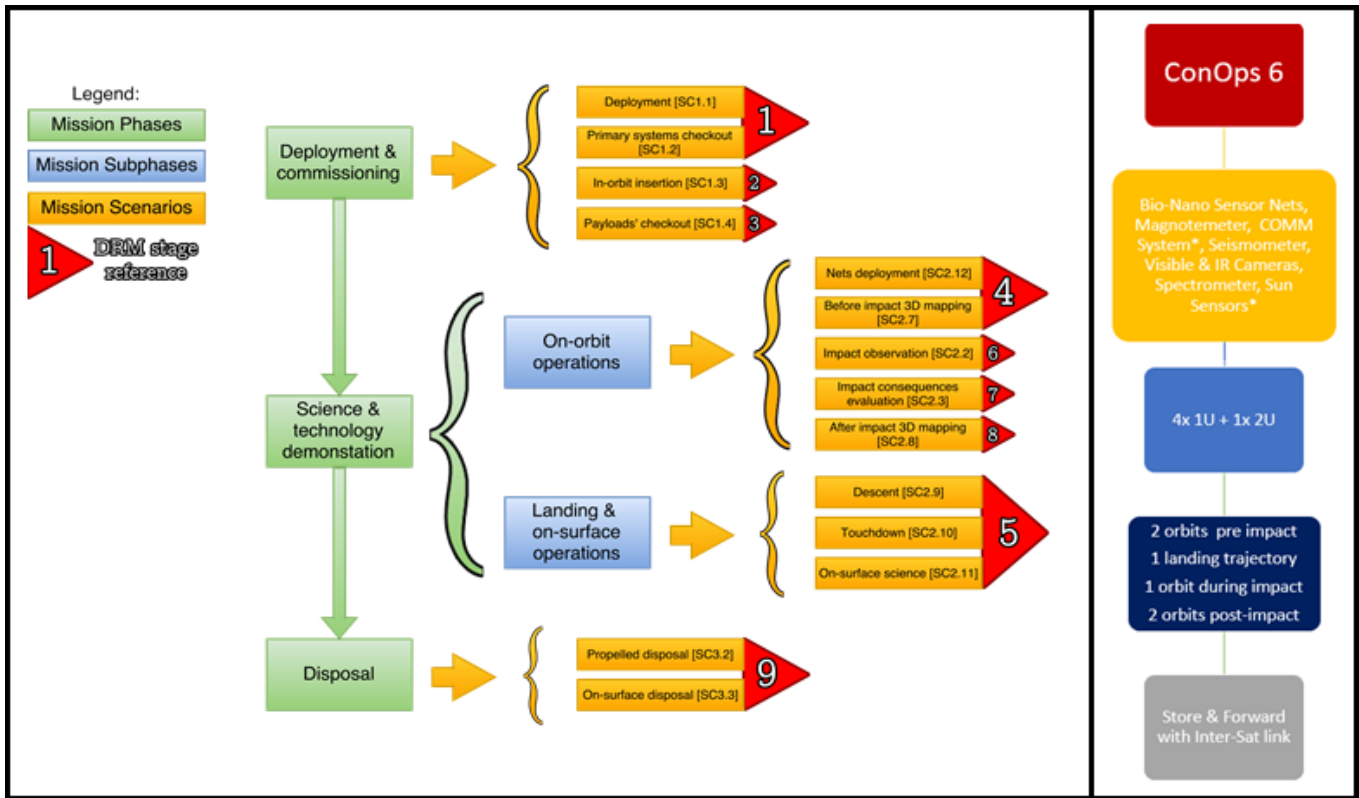 Legend:
Mission Phases
Mission Subphases
Mission Scenarios
1
DRM stage
reference
Deployment &
commissioning
Deployment [SC1.1]
Primary systems checkout
[SC1.2]
1
In-orbit insertion [SC1.3]
2
Payloads' checkout [SC1.4]
3
Science &
technology
demonstation
On-orbit
operations
Nets deployment [SC2.12]
Before impact 3D mapping
[SC2.7]
4
Impact observation [SC2.2]
6
Impact consequences
evaluation [SC2.3]
7
After impact 3D mapping
[SC2.8]
8
Landing &
on-surface
operations
Descent [SC2.9]
Touchdown [SC2.10]
On-surface science [SC2.11]
5
Disposal
Propelled disposal [SC3.2]
On-surface disposal [SC3.3]
9
ConOps 6
Bio-Nano Sensor Nets,
Magnotemeter, COMM
System*, Seismometer,
Visible & IR Cameras,
Spectrometer, Sun
Sensors*
4x 1U + 1x 2U
2 orbits pre impact
1 landing trajectory
1 orbit during impact
2 orbits post-impact
Store & Forward
with Inter-Sat link